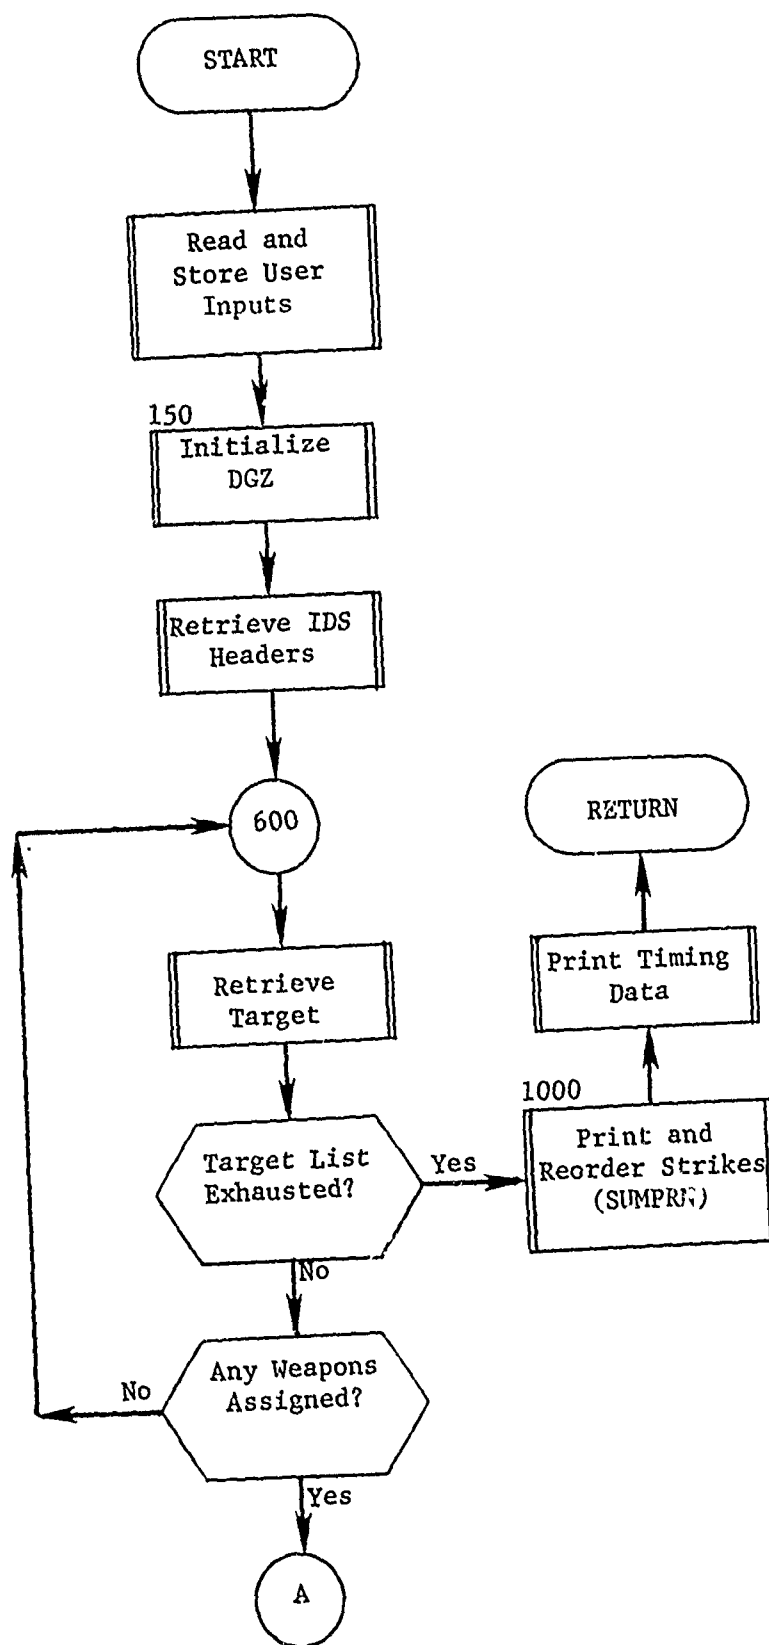 START
Read and
Store User
Inputs
150
Initialize
DGZ
Retrieve IDS
Headers
600
RETURN
Retrieve
Target
Print Timing
Data
1000
Print and
Reorder Strikes
(SUMPRN)
Target List
Exhausted?
Yes
No
Any Weapons
Assigned?
No
Yes
A